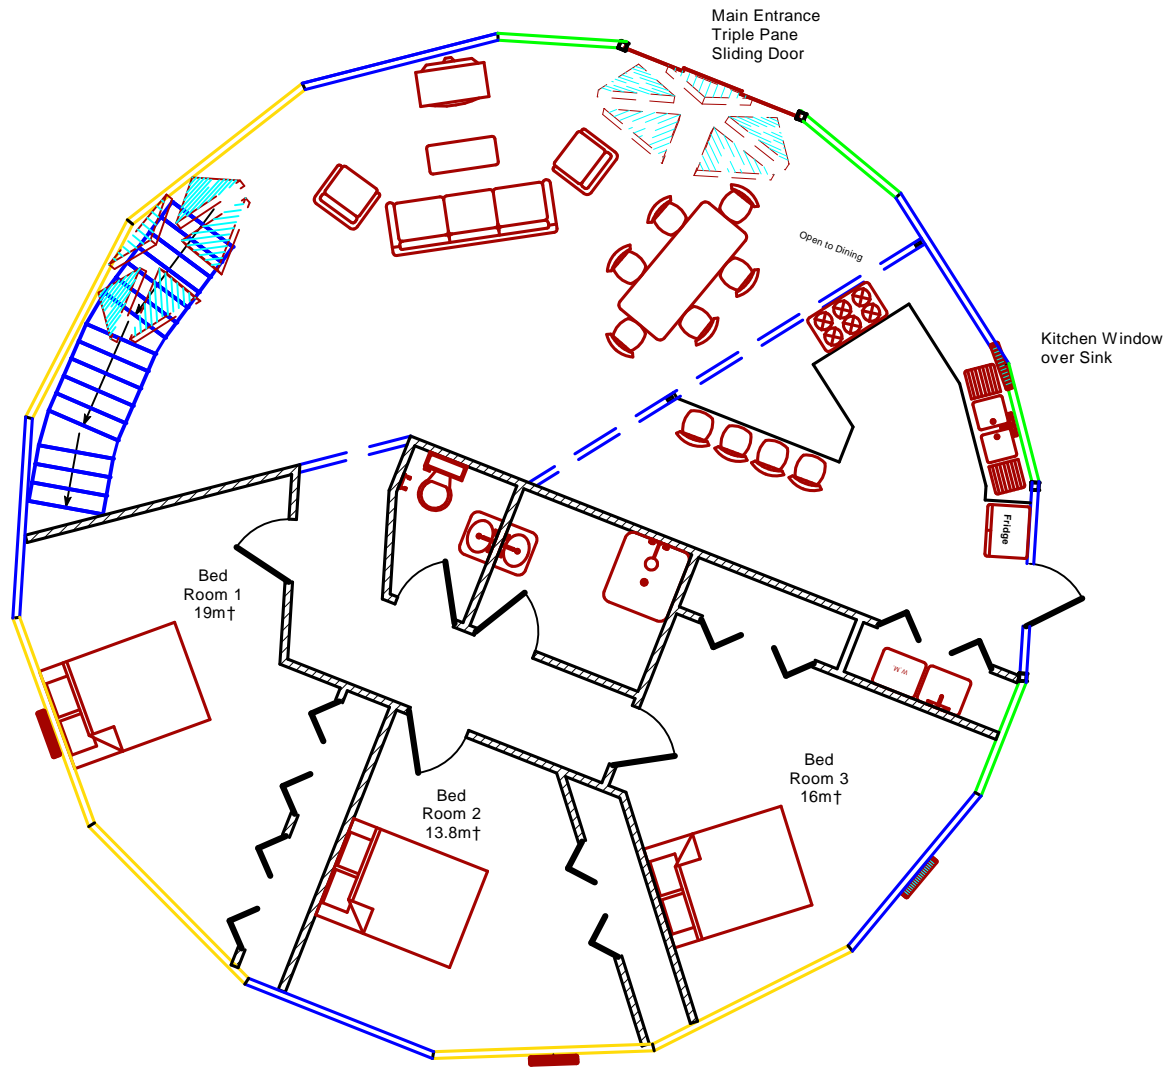 Main Entrance
Triple Pane
Sliding Door
Open to Dining
Kitchen Window
over Sink
Fridge
Bed
Room 1
19m†
W.M.
Bed
Room 2
13.8m†
Bed
Room 3
16m†